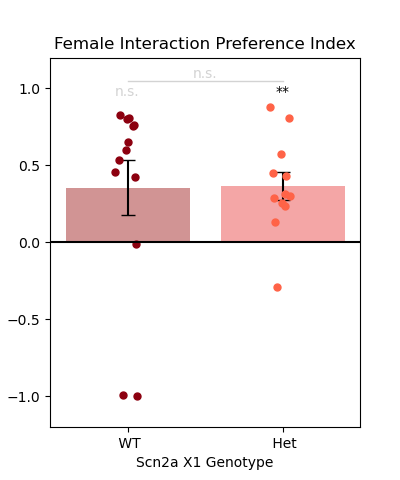 Female Interaction Preference Index
n.s.
n.s.
**
1.0
0.5
0.0
−0.5
−1.0
WT
Het
Scn2a X1 Genotype